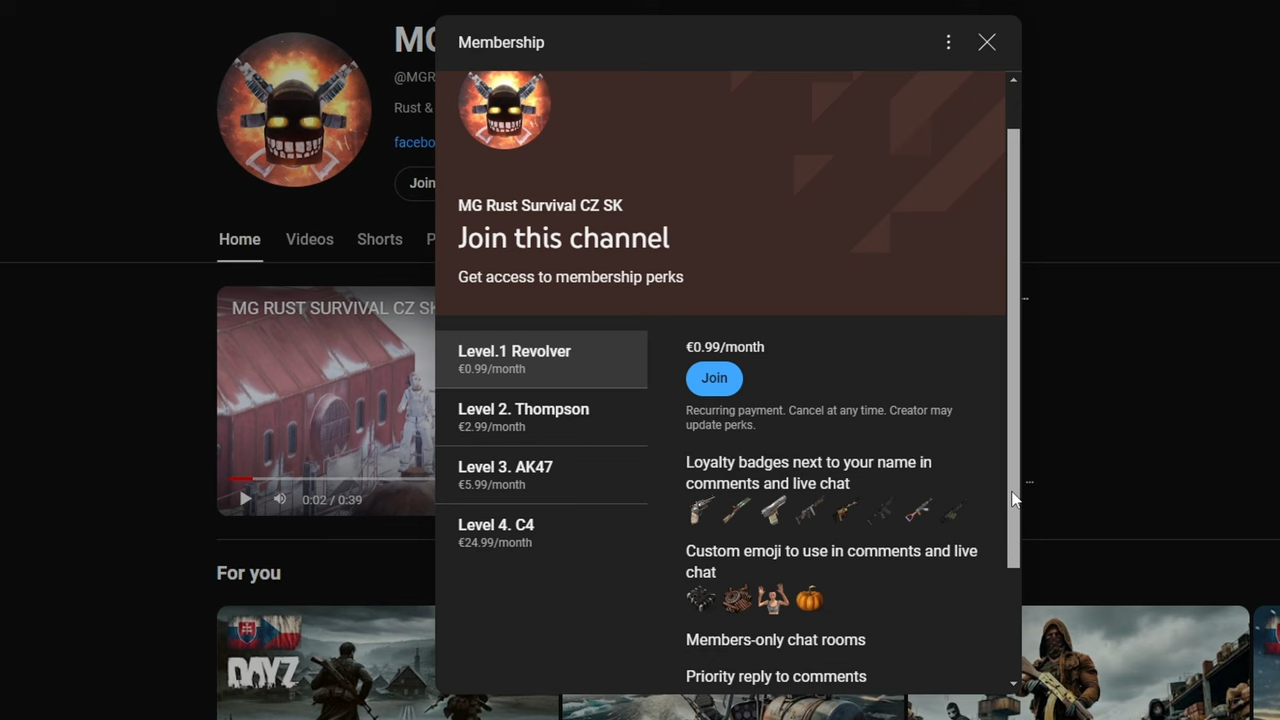 MG
@MGR
Rust &
facebo
Join
Home
Videos
Shorts
P
MG RUST SURVIVAL CZ SK
0:02 / 0:39
For you
DAYZ
Membership
MG Rust Survival CZ SK
Join this channel
Get access to membership perks
Level.1 Revolver
€0.99/month
Level 2. Thompson
€2.99/month
Level 3. AK47
€5.99/month
Level 4. C4
€24.99/month
€0.99/month
Join
Recurring payment. Cancel at any time. Creator may
update perks.
Loyalty badges next to your name in
comments and live chat
Custom emoji to use in comments and live
chat
Members-only chat rooms
Priority reply to comments